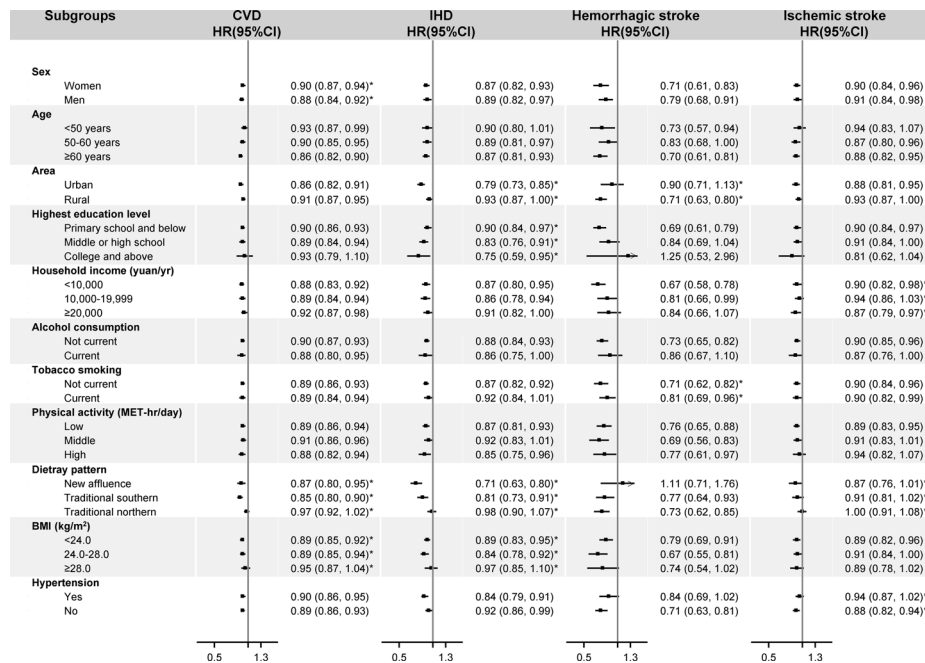 Subgroups CVD IHD Hemorrhagic stroke Ischemic stroke
HR(95%CI) HR(95%CI) HR(95%CI) HR(95%CI)
Sex
Women 0.90 (0.87, 0.94)* 0.87 (0.82, 0.93) 0.71 (0.61, 0.83) 0.90 (0.84, 0.96)
Men 0.88 (0.84, 0.92)* 0.89 (0.82, 0.97) 0.79 (0.68, 0.91) 0.91 (0.84, 0.98)
Age
<50 years 0.93 (0.87, 0.99) 0.90 (0.80, 1.01) 0.73 (0.57, 0.94) 0.94 (0.83, 1.07)
50-60 years 0.90 (0.85, 0.95) 0.89 (0.81, 0.97) 0.83 (0.68, 1.00) 0.87 (0.80, 0.96)
≥60 years 0.86 (0.82, 0.90) 0.87 (0.81, 0.93) 0.70 (0.61, 0.81) 0.88 (0.82, 0.95)
Area
Urban 0.86 (0.82, 0.91) 0.79 (0.73, 0.85)* 0.90 (0.71, 1.13)* 0.88 (0.81, 0.95)
Rural 0.91 (0.87, 0.95) 0.93 (0.87, 1.00)* 0.71 (0.63, 0.80)* 0.93 (0.87, 1.00)
Highest education level
Primary school and below 0.90 (0.86, 0.93) 0.90 (0.84, 0.97)* 0.69 (0.61, 0.79) 0.90 (0.84, 0.97)
Middle or high school 0.89 (0.84, 0.94) 0.83 (0.76, 0.91)* 0.84 (0.69, 1.04) 0.91 (0.84, 1.00)
College and above 0.93 (0.79, 1.10) 0.75 (0.59, 0.95)* 1.25 (0.53, 2.96) 0.81 (0.62, 1.04)
Household income (yuan/yr)
<10,000 0.88 (0.83, 0.92) 0.87 (0.80, 0.95) 0.67 (0.58, 0.78) 0.90 (0.82, 0.98)*
10,000-19,999 0.89 (0.84, 0.94) 0.86 (0.78, 0.94) 0.81 (0.66, 0.99) 0.94 (0.86, 1.03)*
≥20,000 0.92 (0.87, 0.98) 0.91 (0.82, 1.00) 0.84 (0.66, 1.07) 0.87 (0.79, 0.97)*
Alcohol consumption
Not current 0.90 (0.87, 0.93) 0.88 (0.84, 0.93) 0.73 (0.65, 0.82) 0.90 (0.85, 0.96)
Current 0.88 (0.80, 0.95) 0.86 (0.75, 1.00) 0.86 (0.67, 1.10) 0.87 (0.76, 1.00)
Tobacco smoking
Not current 0.89 (0.86, 0.93) 0.87 (0.82, 0.92) 0.71 (0.62, 0.82)* 0.90 (0.84, 0.96)
Current 0.89 (0.84, 0.94) 0.92 (0.84, 1.01) 0.81 (0.69, 0.96)* 0.90 (0.82, 0.99)
Physical activity (MET-hr/day)
Low 0.89 (0.86, 0.94) 0.87 (0.81, 0.93) 0.76 (0.65, 0.88) 0.89 (0.83, 0.95)
Middle 0.91 (0.86, 0.96) 0.92 (0.83, 1.01) 0.69 (0.56, 0.83) 0.91 (0.83, 1.01)
High 0.88 (0.82, 0.94) 0.85 (0.75, 0.96) 0.77 (0.61, 0.97) 0.94 (0.82, 1.07)
Dietray pattern
New affluence 0.87 (0.80, 0.95)* 0.71 (0.63, 0.80)* 1.11 (0.71, 1.76) 0.87 (0.76, 1.01)*
Traditional southern 0.85 (0.80, 0.90)* 0.81 (0.73, 0.91)* 0.77 (0.64, 0.93) 0.91 (0.81, 1.02)*
Traditional northern 0.97 (0.92, 1.02)* 0.98 (0.90, 1.07)* 0.73 (0.62, 0.85) 1.00 (0.91, 1.08)*
BMI (kg/m²)
<24.0 0.89 (0.85, 0.92)* 0.89 (0.83, 0.95)* 0.79 (0.69, 0.91) 0.89 (0.82, 0.96)
24.0-28.0 0.89 (0.85, 0.94)* 0.84 (0.78, 0.92)* 0.67 (0.55, 0.81) 0.91 (0.84, 1.00)
≥28.0 0.95 (0.87, 1.04)* 0.97 (0.85, 1.10)* 0.74 (0.54, 1.02) 0.89 (0.78, 1.02)
Hypertension
Yes 0.90 (0.86, 0.95) 0.84 (0.79, 0.91) 0.84 (0.69, 1.02) 0.94 (0.87, 1.02)*
No 0.89 (0.86, 0.93) 0.92 (0.86, 0.99) 0.71 (0.63, 0.81) 0.88 (0.82, 0.94)*
0.5 1.3 0.5 1.3 0.5 1.3 0.5 1.3